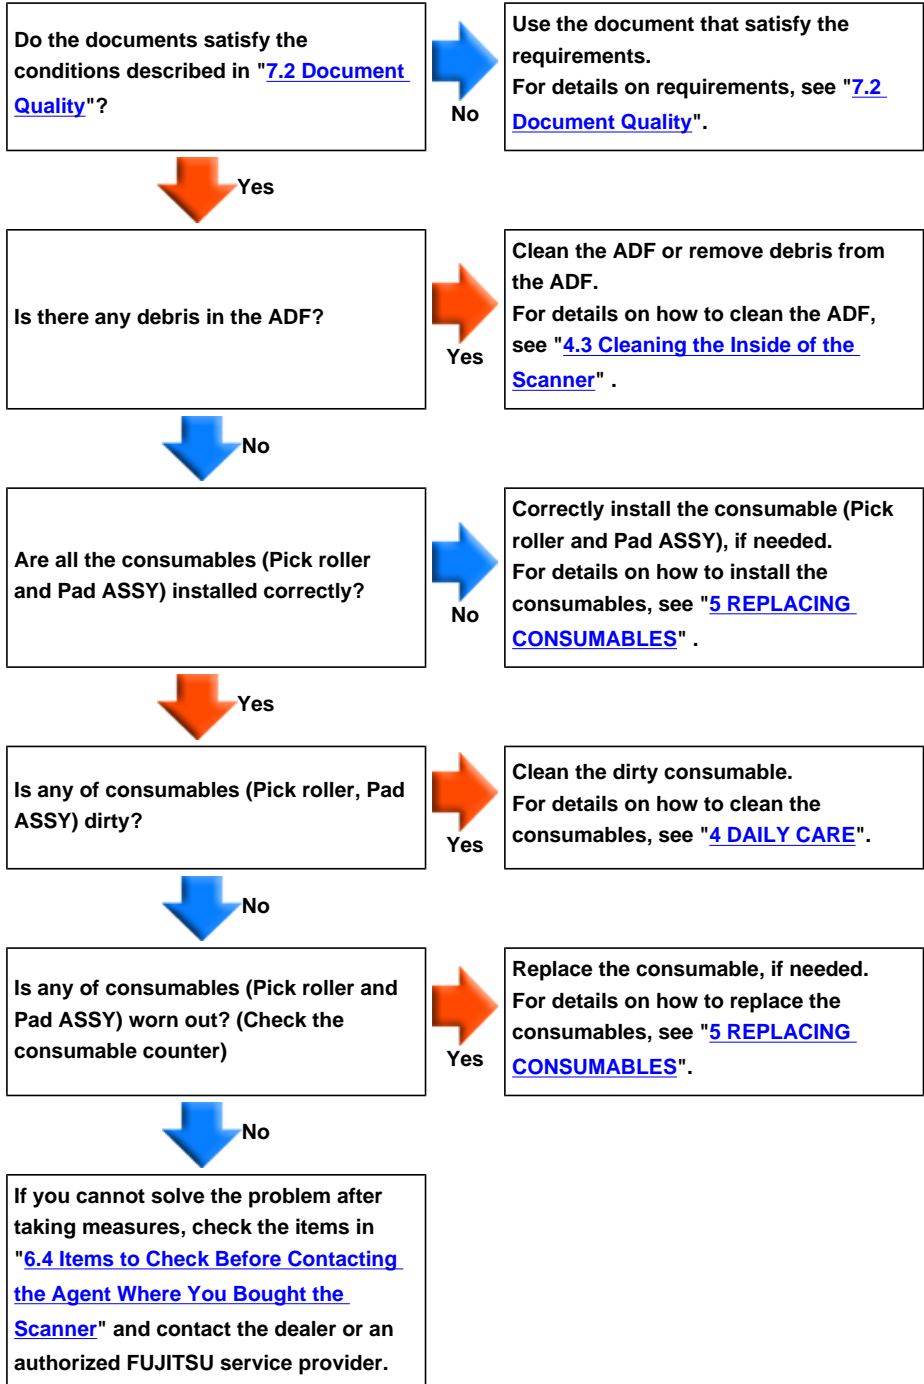 Do the documents satisfy the
conditions described in "7.2 Document
Quality"?
No
Use the document that satisfy the
requirements.
For details on requirements, see "7.2
Document Quality".
Yes
Is there any debris in the ADF?
Yes
Clean the ADF or remove debris from
the ADF.
For details on how to clean the ADF,
see "4.3 Cleaning the Inside of the
Scanner" .
No
Are all the consumables (Pick roller
and Pad ASSY) installed correctly?
No
Correctly install the consumable (Pick
roller and Pad ASSY), if needed.
For details on how to install the
consumables, see "5 REPLACING
CONSUMABLES" .
Yes
Is any of consumables (Pick roller, Pad
ASSY) dirty?
Yes
Clean the dirty consumable.
For details on how to clean the
consumables, see "4 DAILY CARE".
No
Is any of consumables (Pick roller and
Pad ASSY) worn out? (Check the
consumable counter)
Yes
Replace the consumable, if needed.
For details on how to replace the
consumables, see "5 REPLACING
CONSUMABLES".
No
If you cannot solve the problem after
taking measures, check the items in
"6.4 Items to Check Before Contacting
the Agent Where You Bought the
Scanner" and contact the dealer or an
authorized FUJITSU service provider.